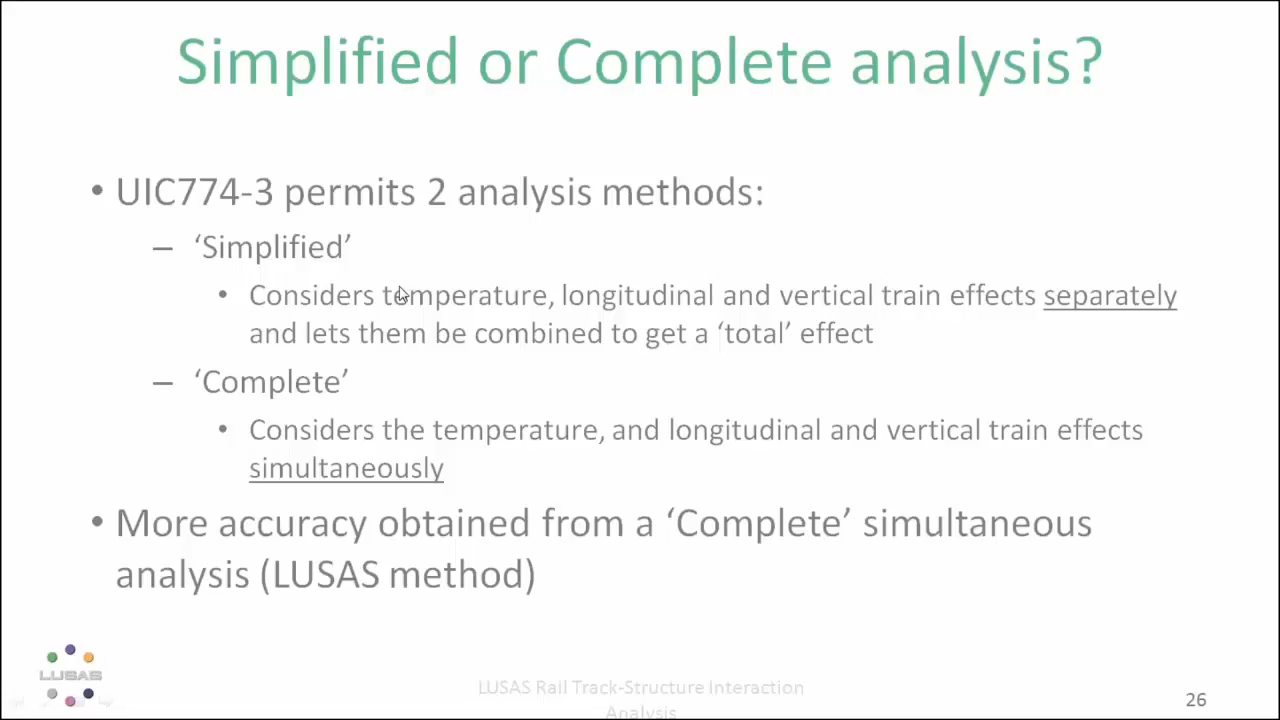 Simplified or Complete analysis?
• UIC774-3 permits 2 analysis methods:
– ‘Simplified’
• Considers temperature, longitudinal and vertical train effects separately
and lets them be combined to get a ‘total’ effect
– ‘Complete’
• Considers the temperature, and longitudinal and vertical train effects
simultaneously
• More accuracy obtained from a ‘Complete’ simultaneous
analysis (LUSAS method)
LUSAS
LUSAS Rail Track-Structure Interaction
Analysis
26